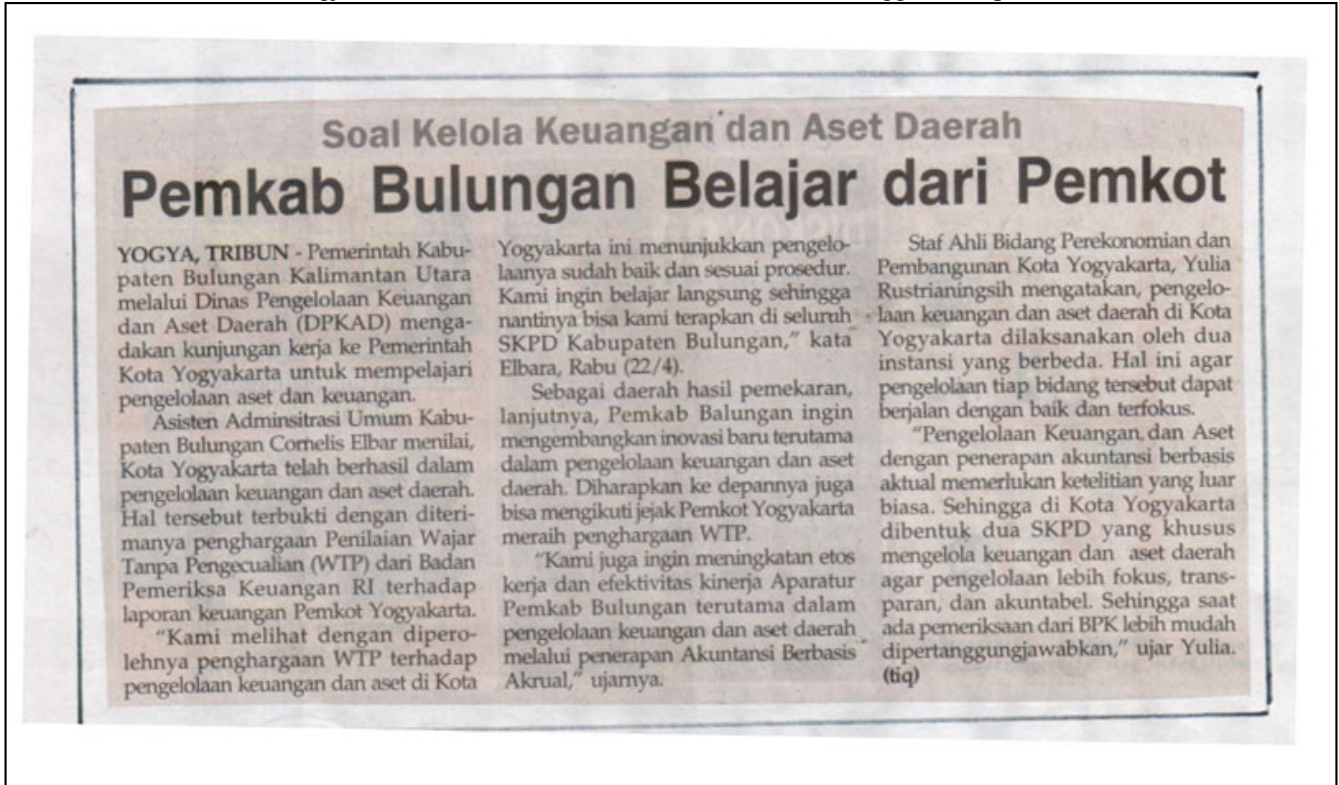 Soal Kelola Keuangan dan Aset Daerah
Pemkab Bulungan Belajar dari Pemkot
YOGYA, TRIBUN - Pemerintah Kabu-
paten Bulungan Kalimantan Utara
melalui Dinas Pengelolaan Keuangan
dan Aset Daerah (DPKAD) menga-
dakan kunjungan kerja ke Pemerintah
Kota Yogyakarta untuk mempelajari
pengelolaan aset dan keuangan.
Asisten Adminsitrasi Umum Kabu-
paten Bulungan Cornelis Elbar menilai,
Kota Yogyakarta telah berhasil dalam
pengelolaan keuangan dan aset daerah.
Hal tersebut terbukti dengan diteri-
manya penghargaan Penilaian Wajar
Tanpa Pengecualian (WTP) dari Badan
Pemeriksa Keuangan RI terhadap
laporan keuangan Pemkot Yogyakarta.
"Kami melihat dengan dipero-
lehnya penghargaan WTP terhadap
pengelolaan keuangan dan aset di Kota
Yogyakarta ini menunjukkan pengelo-
laanya sudah baik dan sesuai prosedur.
Kami ingin belajar langsung sehingga
nantinya bisa kami terapkan di seluruh
SKPD Kabupaten Bulungan," kata
Elbara, Rabu (22/4).
Sebagai daerah hasil pemekaran,
lanjutnya, Pemkab Balungan ingin
mengembangkan inovasi baru terutama
dalam pengelolaan keuangan dan aset
daerah. Diharapkan ke depannya juga
bisa mengikuti jejak Pemkot Yogyakarta
meraih penghargaan WTP.
"Kami juga ingin meningkatan etos
kerja dan efektivitas kinerja Aparatur
Pemkab Bulungan terutama dalam
pengelolaan keuangan dan aset daerah
melalui penerapan Akuntansi Berbasis
Akrual," ujarnya.
Staf Ahli Bidang Perekonomian dan
Pembangunan Kota Yogyakarta, Yulia
Rustrianingsih mengatakan, pengelo-
laan keuangan dan aset daerah di Kota
Yogyakarta dilaksanakan oleh dua
instansi yang berbeda. Hal ini agar
pengelolaan tiap bidang tersebut dapat
berjalan dengan baik dan terfokus.
"Pengelolaan Keuangan dan Aset
dengan penerapan akuntansi berbasis
aktual memerlukan ketelitian yang luar
biasa. Sehingga di Kota Yogyakarta
dibentuk dua SKPD yang khusus
mengelola keuangan dan aset daerah
agar pengelolaan lebih fokus, trans-
paran, dan akuntabel. Sehingga saat
ada pemeriksaan dari BPK lebih mudah
dipertanggungjawabkan," ujar Yulia.
(tiq)